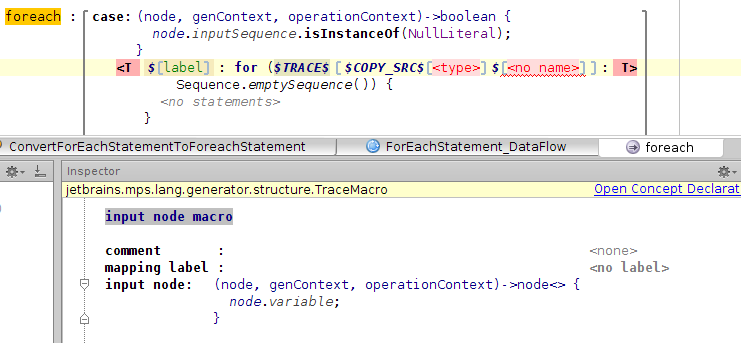 foreach : case: (node, genContext, operationContext)->boolean {
node.inputSequence.isInstanceOf(NullLiteral);
}
<T $[label] : for ($TRACE$[$COPY_SRC$[<type>] $[<no name>]]: T>
Sequence.emptySequence()) {
<no statements>
}
ConvertForEachStatementToForeachStatement ForEachStatement_DataFlow foreach
Inspector
jetbrains.mps.lang.generator.structure.TraceMacro Open Concept Declarat
input node macro
comment : <none>
mapping label : <no label>
input node: (node, genContext, operationContext)->node<> {
node.variable;
}